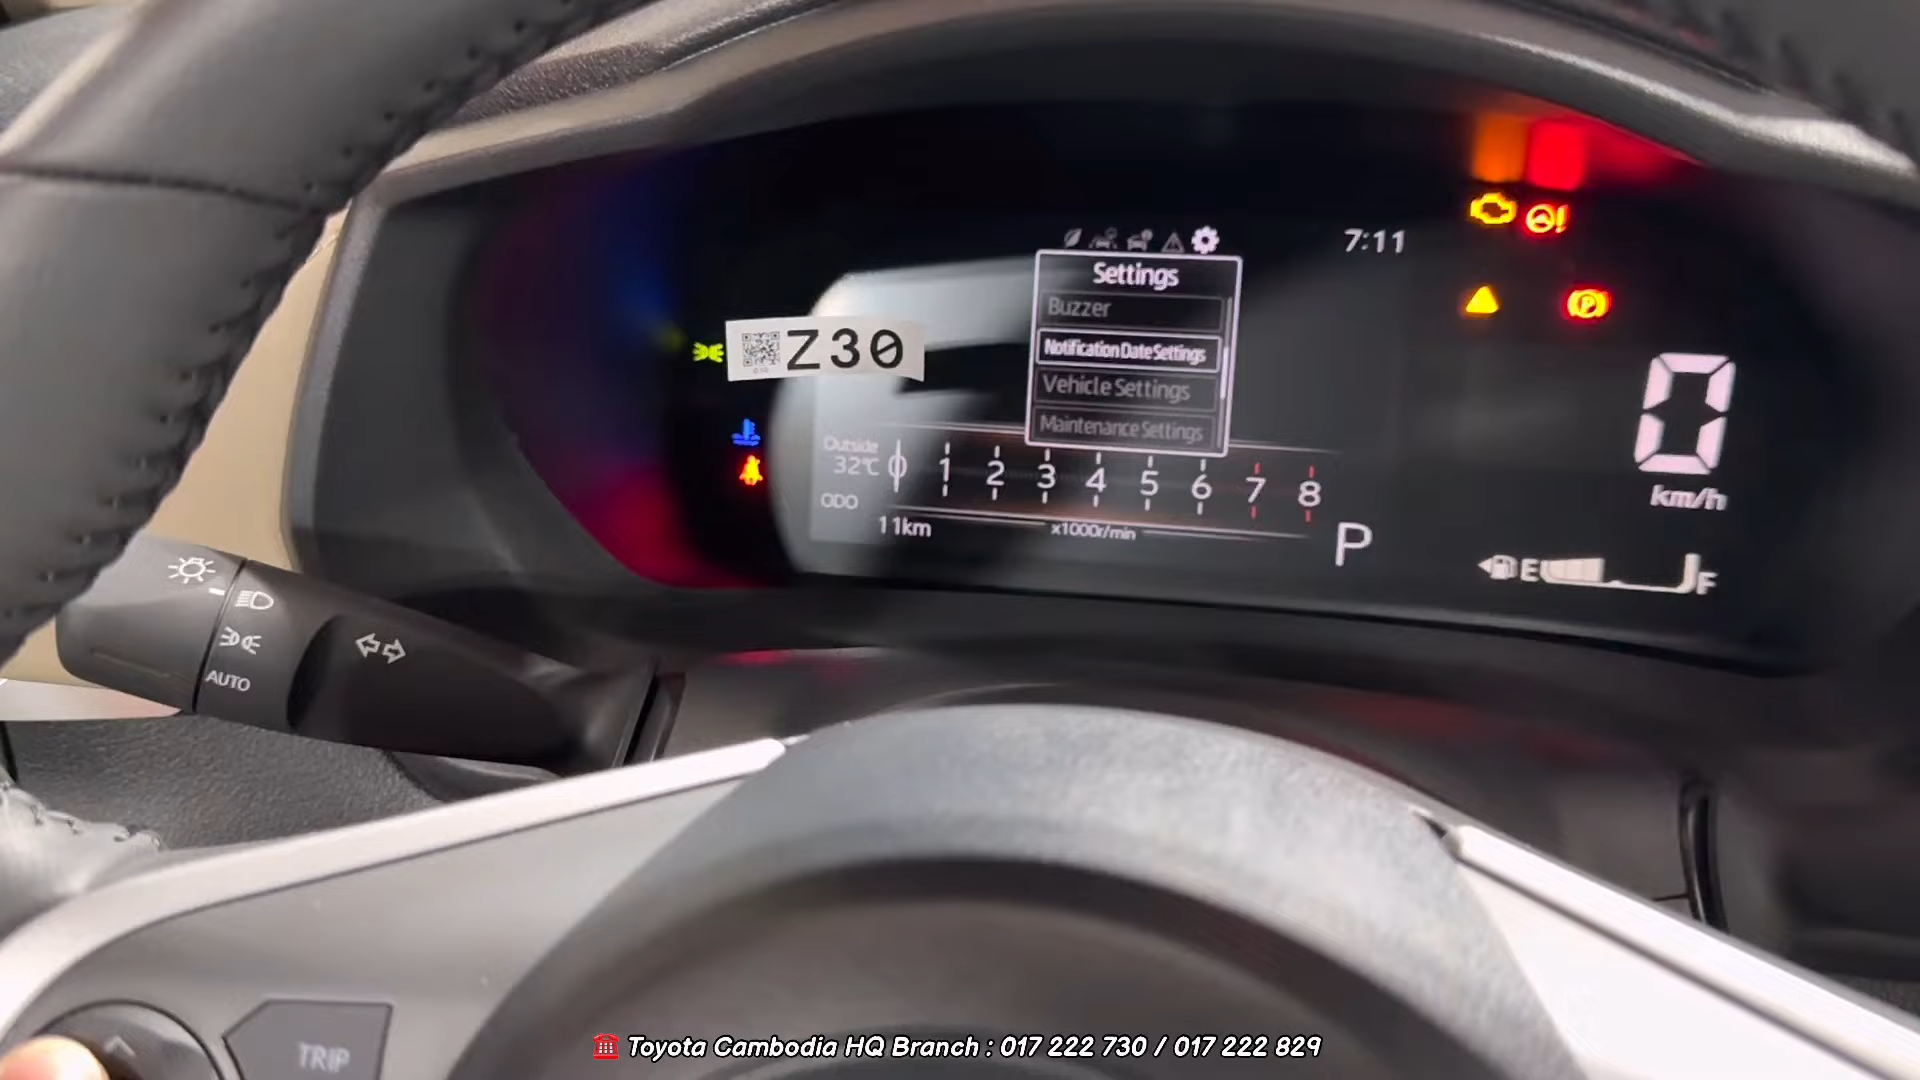 7:11
Settings
Buzzer
Notification Date Settings
Vehicle Settings
Maintenance Settings
Z30
Outside
32℃
0 1 2 3 4 5 6 7 8
ODO
11km
x1000r/min
P
0
km/h
E F
AUTO
TRIP
Toyota Cambodia HQ Branch : 017 222 730 / 017 222 829